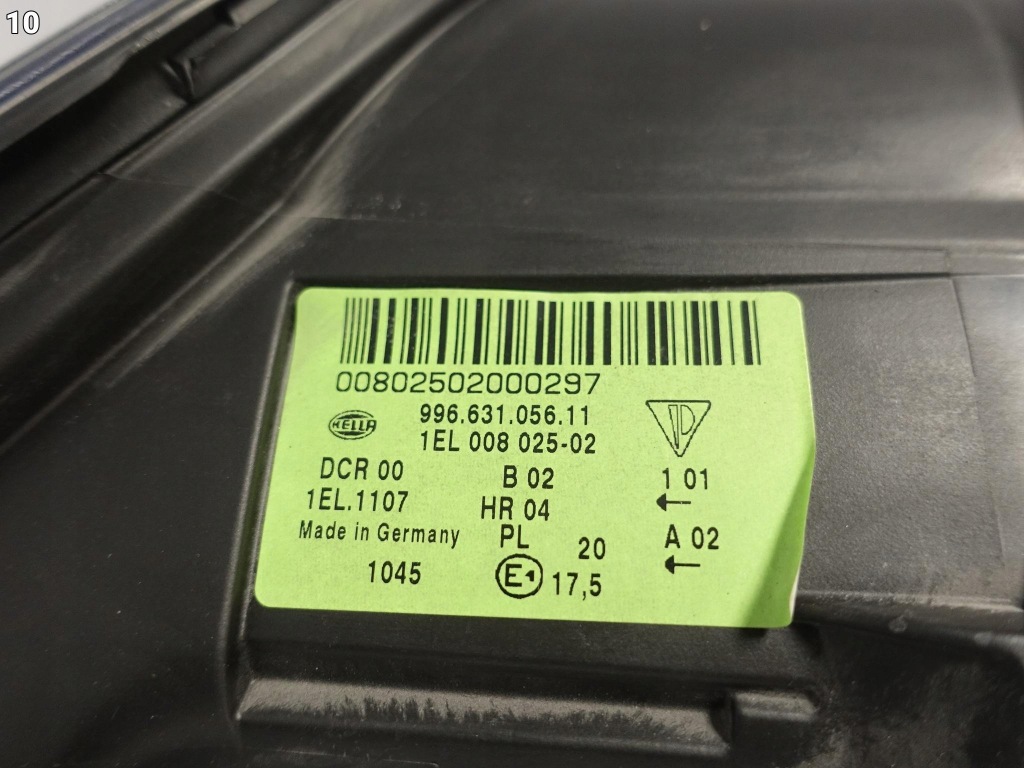 10
00802502000297
HELLA
996.631.056.11
1EL 008 025-02
DCR 00 B 02 1 01
1EL.1107 HR 04 ←
Made in Germany PL 20 A 02
←
1045 E1 17,5